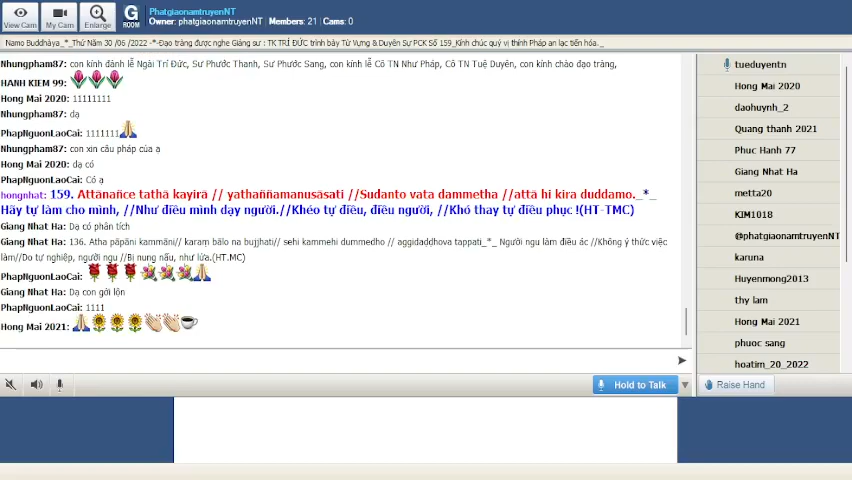 View Cam
My Cam
Enlarge
G
ROOM
PhatgiaonamtruyenNT
Owner: phatgiaonamtruyenNT | Members: 21 | Cams: 0
Namo Buddhàya_*_Thứ Năm 30 /06 /2022 -*-Đạo tràng được nghe Giảng sư : TK TRÍ ĐỨC trình bày Từ Vựng & Duyên Sự PCK Số 159_Kính chúc quý vị thính Pháp an lạc tiến hóa._
Nhungpham87: con kính đảnh lễ Ngài Trí Đức, Sư Phước Thanh, Sư Phước Sang, con kính lễ Cô TN Như Pháp, Cô TN Tuệ Duyên, con kính chào đạo tràng,
HANH KIEM 99:
Hong Mai 2020: 11111111
Nhungpham87: dạ
PhapNguonLaoCai: 1111111
Nhungpham87: con xin câu pháp của ạ
Hong Mai 2020: dạ có
PhapNguonLaoCai: Có ạ
hongnhat: 159. Attānañce tathā kayirā // yathaññamanusāsati //Sudanto vata dammetha //attā hi kira duddamo._*_
Hãy tự làm cho mình, //Như điều mình dạy người.//Khéo tự điều, điều người, //Khó thay tự điều phục !(HT-TMC)
Giang Nhat Ha: Dạ có phân tích
Giang Nhat Ha: 136. Atha pāpāni kammāni// karaṃ bālo na bujjhati// sehi kammehi dummedho // aggidaḍḍhova tappati_*_ Người ngu làm điều ác //Không ý thức việc
làm//Do tự nghiệp, người ngu //Bị nung nấu, như lửa.(HT.MC)
PhapNguonLaoCai:
Giang Nhat Ha: Dạ con gởi lộn
PhapNguonLaoCai: 1111
Hong Mai 2021:
Hold to Talk
Raise Hand
tueduyentn
Hong Mai 2020
daohuynh_2
Quang thanh 2021
Phuc Hanh 77
Giang Nhat Ha
metta20
KIM1018
@phatgiaonamtruyenNT
karuna
Huyenmong2013
thy lam
Hong Mai 2021
phuoc sang
hoatim_20_2022